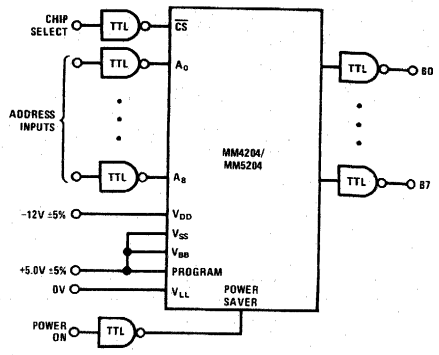 CHIP
SELECT
TTL
CS
TTL
A0
ADDRESS
INPUTS
TTL
B0
MM4204/
MM5204
TTL
A8
TTL
B7
-12V ±5%
VDD
VSS
VBB
+5.0V ±5%
PROGRAM
0V
VLL
POWER
SAVER
POWER
ON
TTL